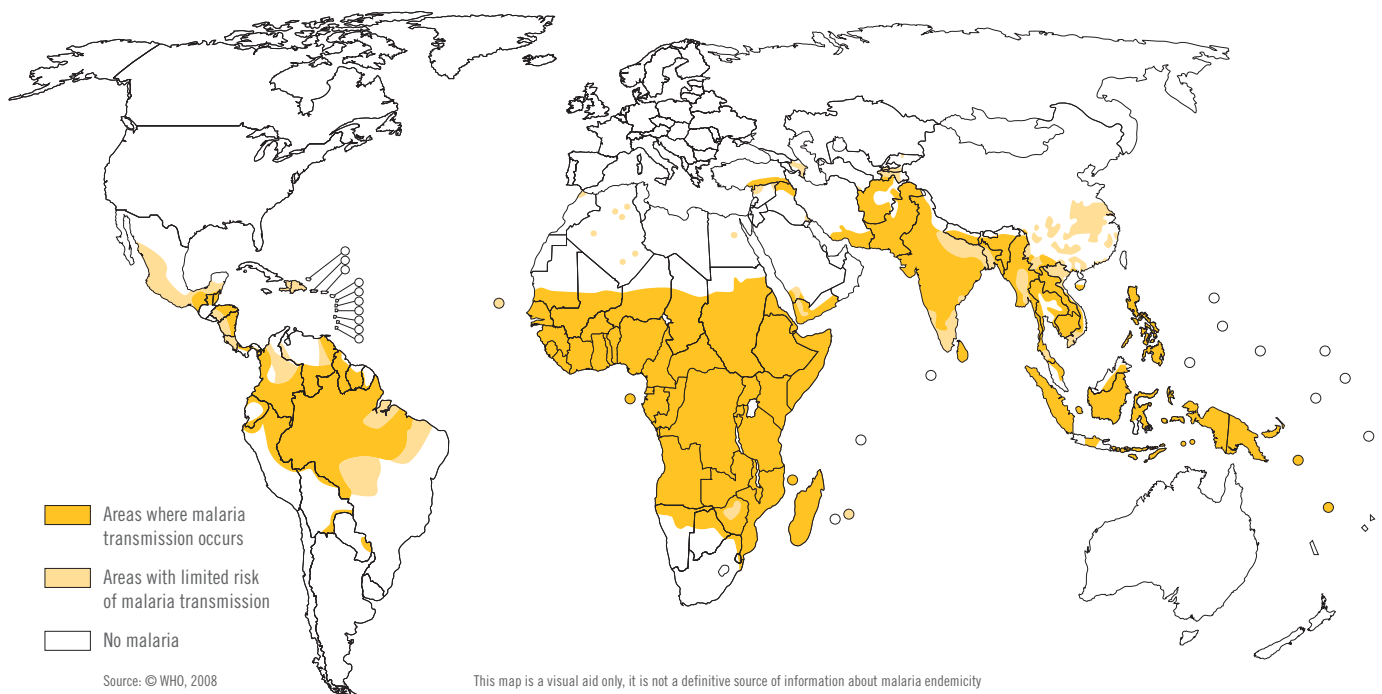 Areas where malaria
transmission occurs
Areas with limited risk
of malaria transmission
No malaria
Source: © WHO, 2008
This map is a visual aid only, it is not a definitive source of information about malaria endemicity